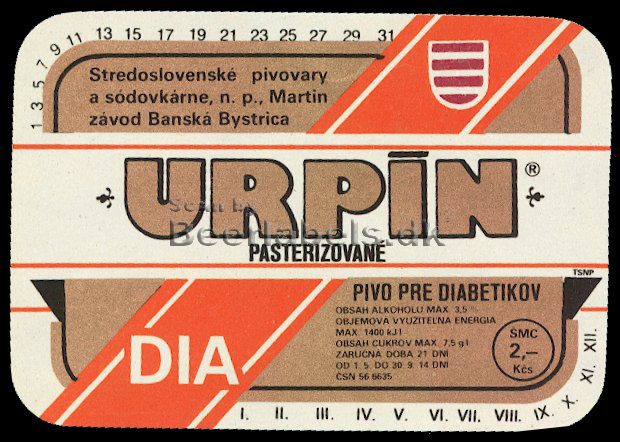 1 3 5 7 9 11 13 15 17 19 21 23 25 27 29 31
Stredoslovenské pivovary
a sódovkárne, n. p., Martin
závod Banská Bystrica
URPÍN®
Scan by
Beerlabels.dk
PASTERIZOVANÉ
TSNP
PIVO PRE DIABETIKOV
OBSAH ALKOHOLU MAX. 3,5 %
OBJEMOVÁ VYUŽITEĽNÁ ENERGIA
MAX. 1400 kJ l
OBSAH CUKROV MAX. 7,5 g l
ZÁRUČNÁ DOBA 21 DNÍ
OD 1. 5. DO 30. 9. 14 DNÍ
ČSN 56 6635
SMC
2,–
Kčs
DIA
I. II. III. IV. V. VI. VII. VIII. IX. X. XI. XII.